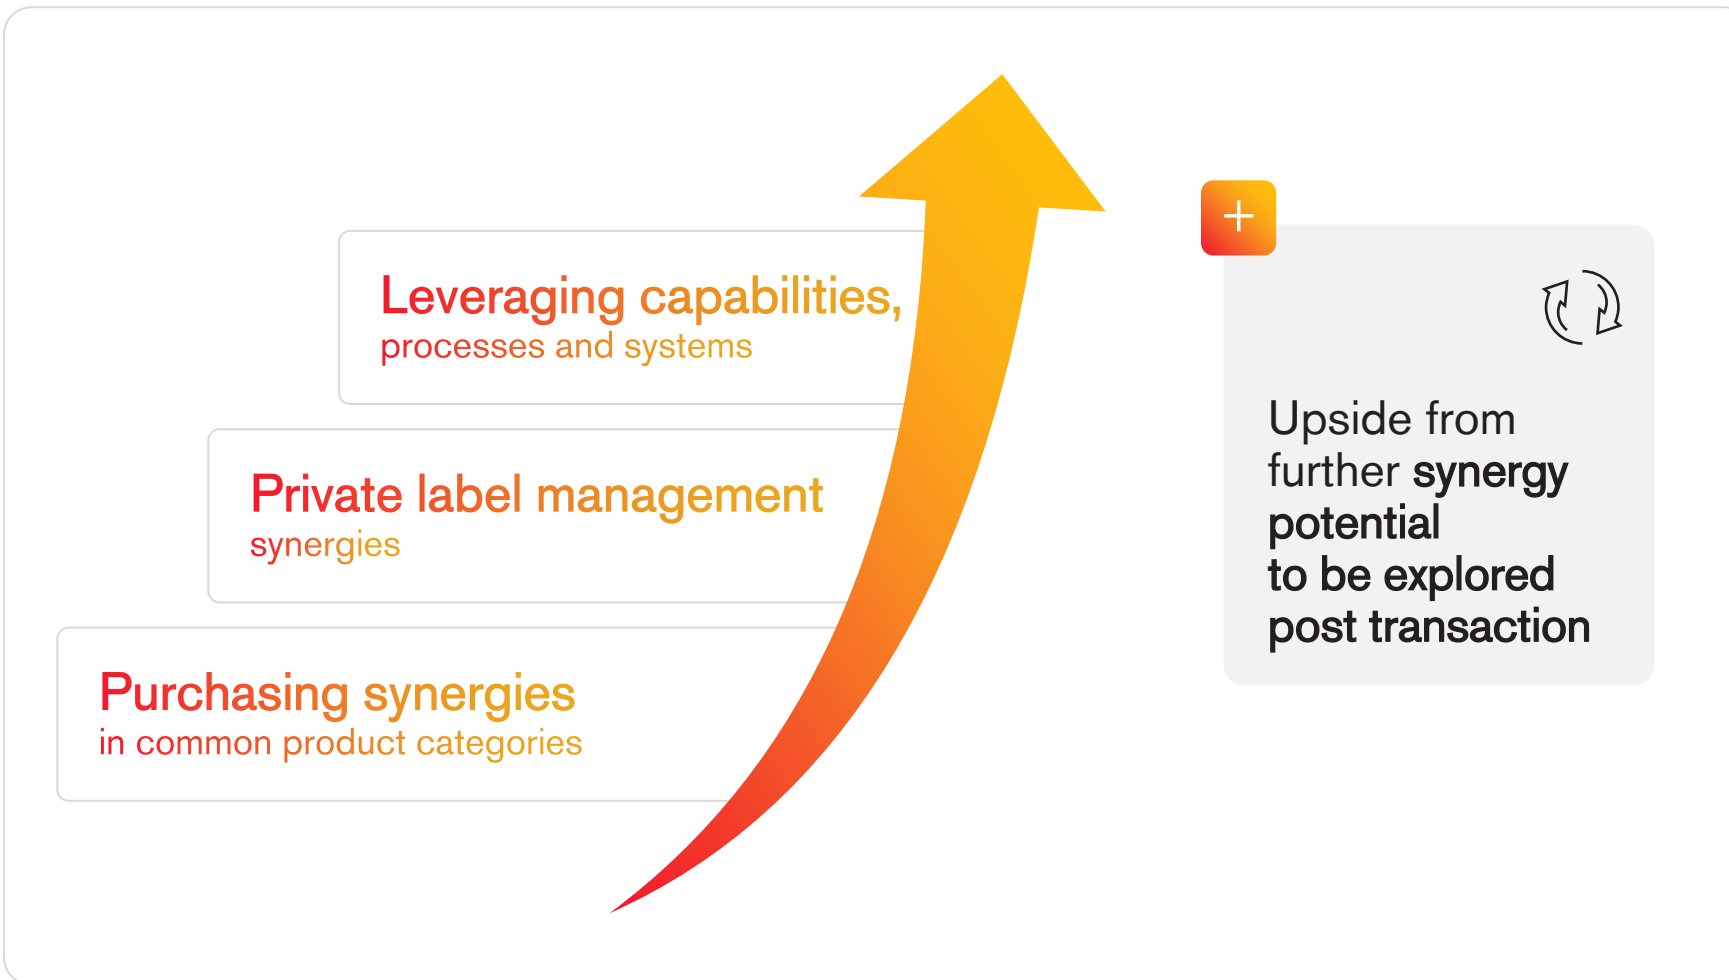 Leveraging capabilities,
processes and systems
Private label management
synergies
Purchasing synergies
in common product categories
+
Upside from
further synergy
potential
to be explored
post transaction